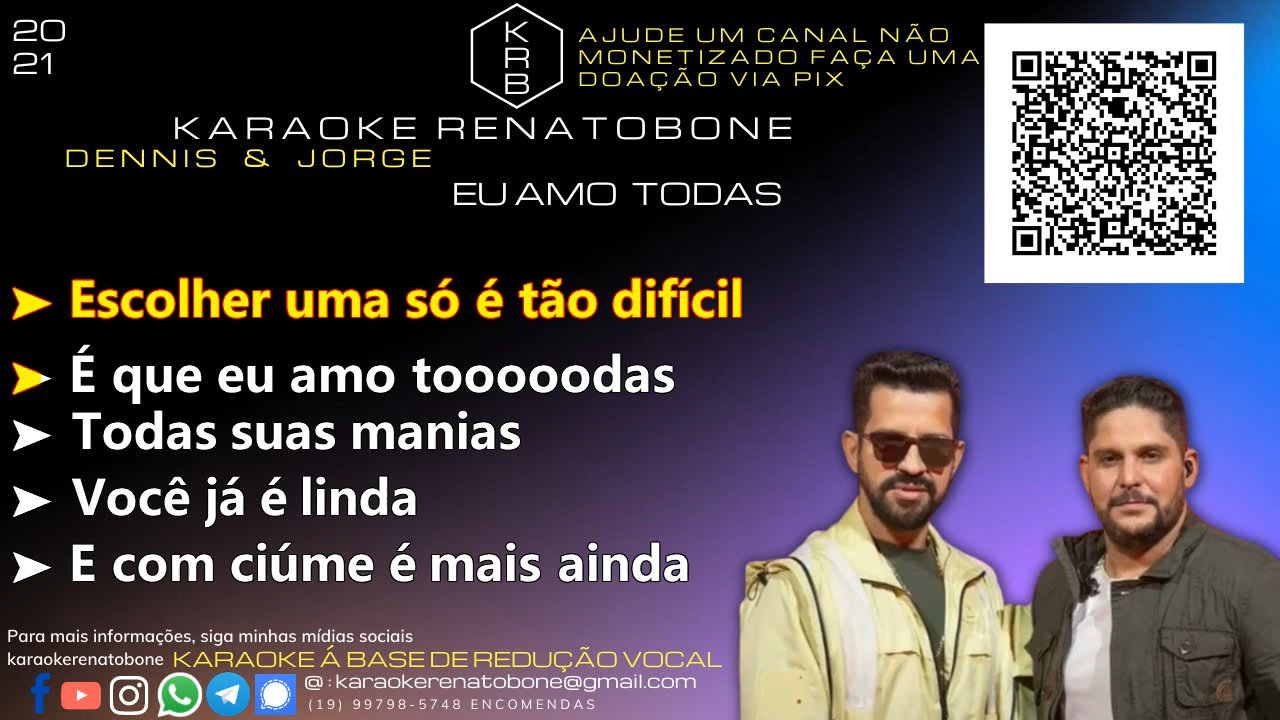 20
21
K
R
B
AJUDE UM CANAL NÃO
MONETIZADO FAÇA UMA
DOAÇÃO VIA PIX
KARAOKE RENATOBONE
DENNIS & JORGE
EU AMO TODAS
➤ Escolher uma só é tão difícil
➤ É que eu amo toooooodas
➤ Todas suas manias
➤ Você já é linda
➤ E com ciúme é mais ainda
Para mais informações, siga minhas mídias sociais
karaokerenatobone KARAOKE Á BASE DE REDUÇÃO VOCAL
@:karaokerenatobone@gmail.com
(19) 99798-5748 ENCOMENDAS